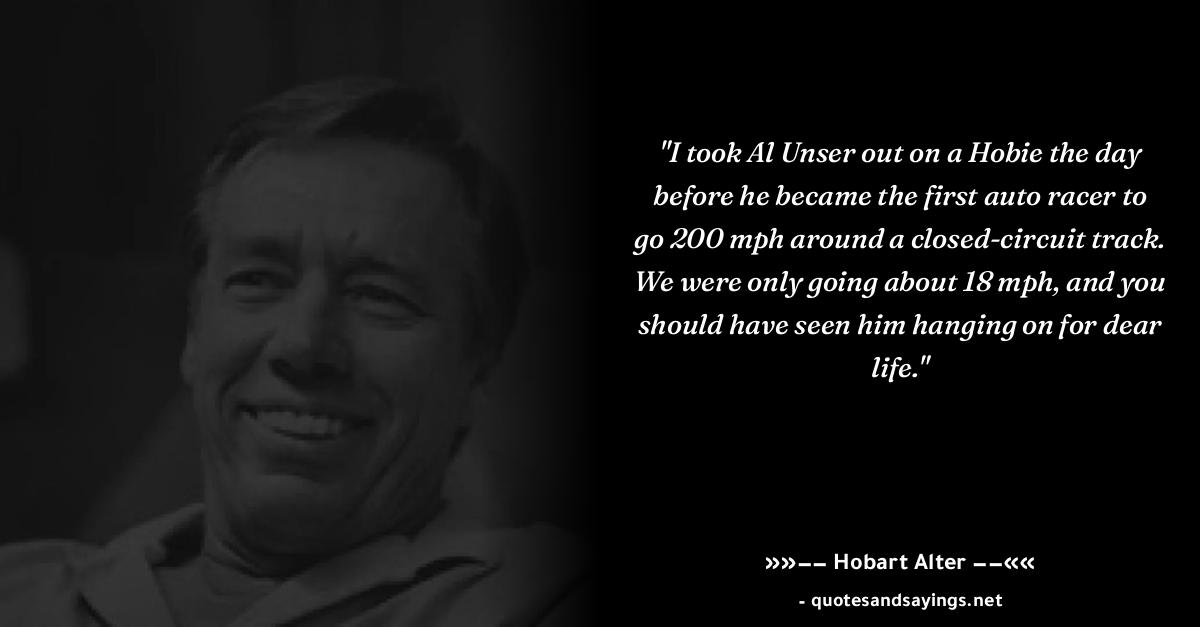 "I took Al Unser out on a Hobie the day
before he became the first auto racer to
go 200 mph around a closed-circuit track.
We were only going about 18 mph, and you
should have seen him hanging on for dear
life."
»»–– Hobart Alter ––««
- quotesandsayings.net